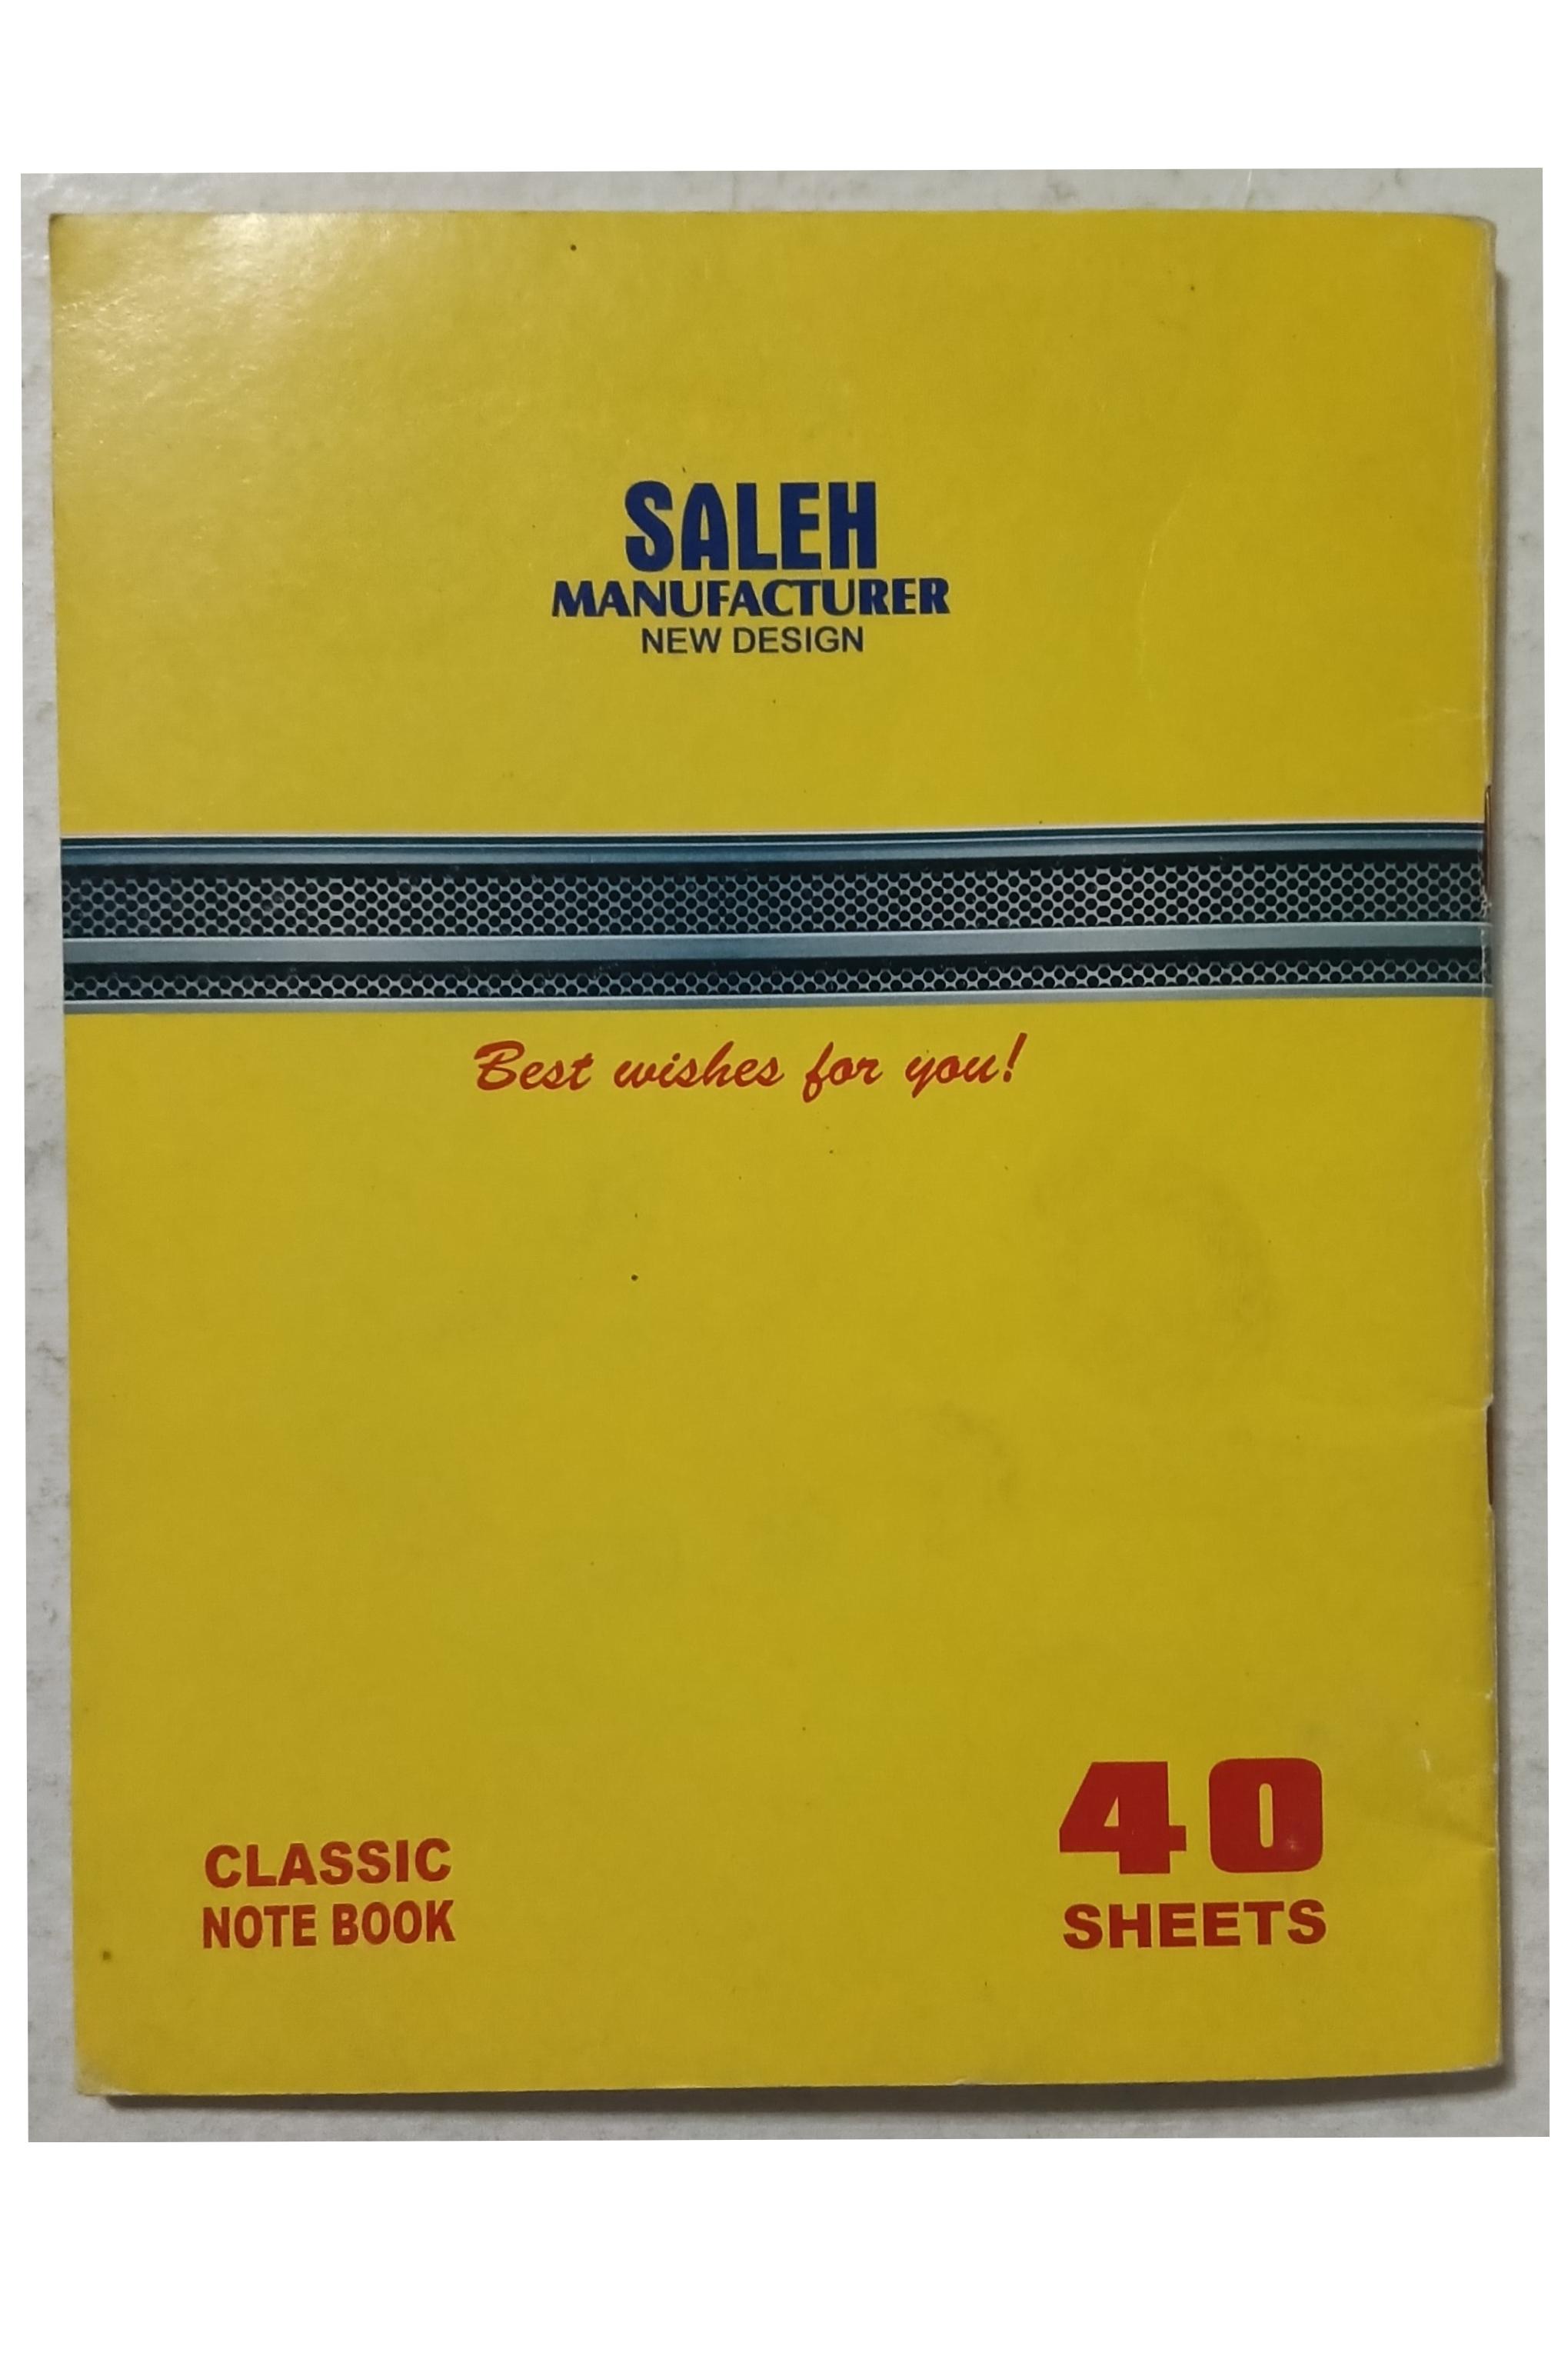 SALEH
MANUFACTURER
NEW DESIGN
Best wishes for you!
CLASSIC
NOTE BOOK
40
SHEETS